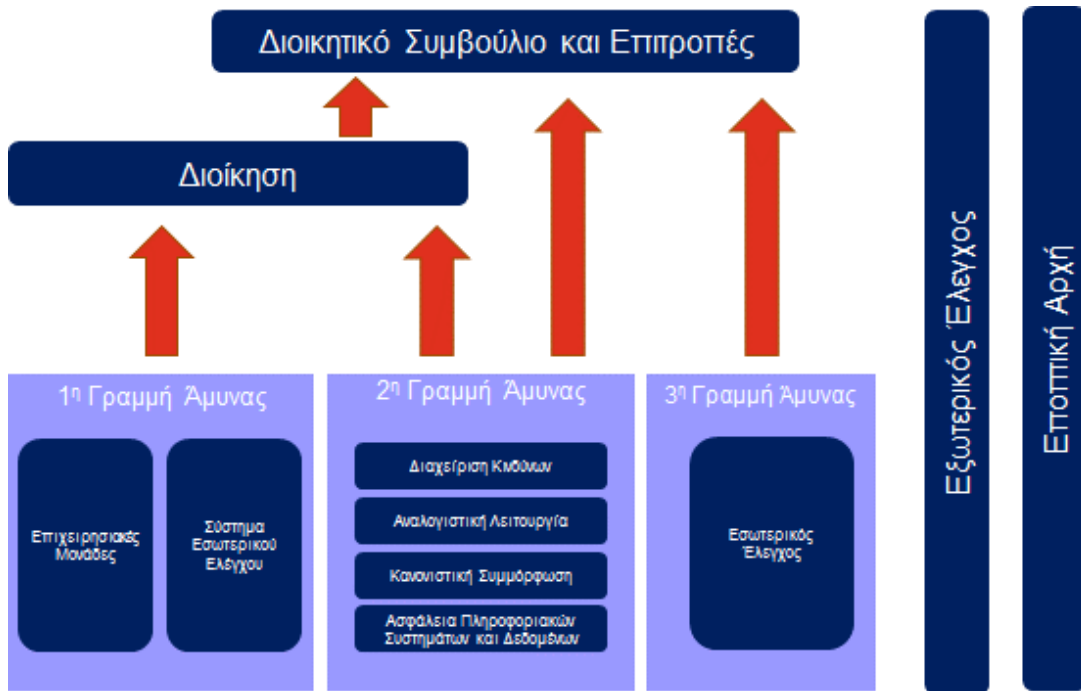 Διοικητικό Συμβούλιο και Επιτροπές
Διοίκηση
1η Γραμμή Άμυνας
Επιχειρησιακές
Μονάδες
Σύστημα
Εσωτερικού
Ελέγχου
2η Γραμμή Άμυνας
Διαχείριση Κινδύνων
Αναλογιστική Λειτουργία
Κανονιστική Συμμόρφωση
Ασφάλεια Πληροφοριακών
Συστημάτων και Δεδομένων
3η Γραμμή Άμυνας
Εσωτερικός
Έλεγχος
Εξωτερικός Έλεγχος
Εποπτική Αρχή